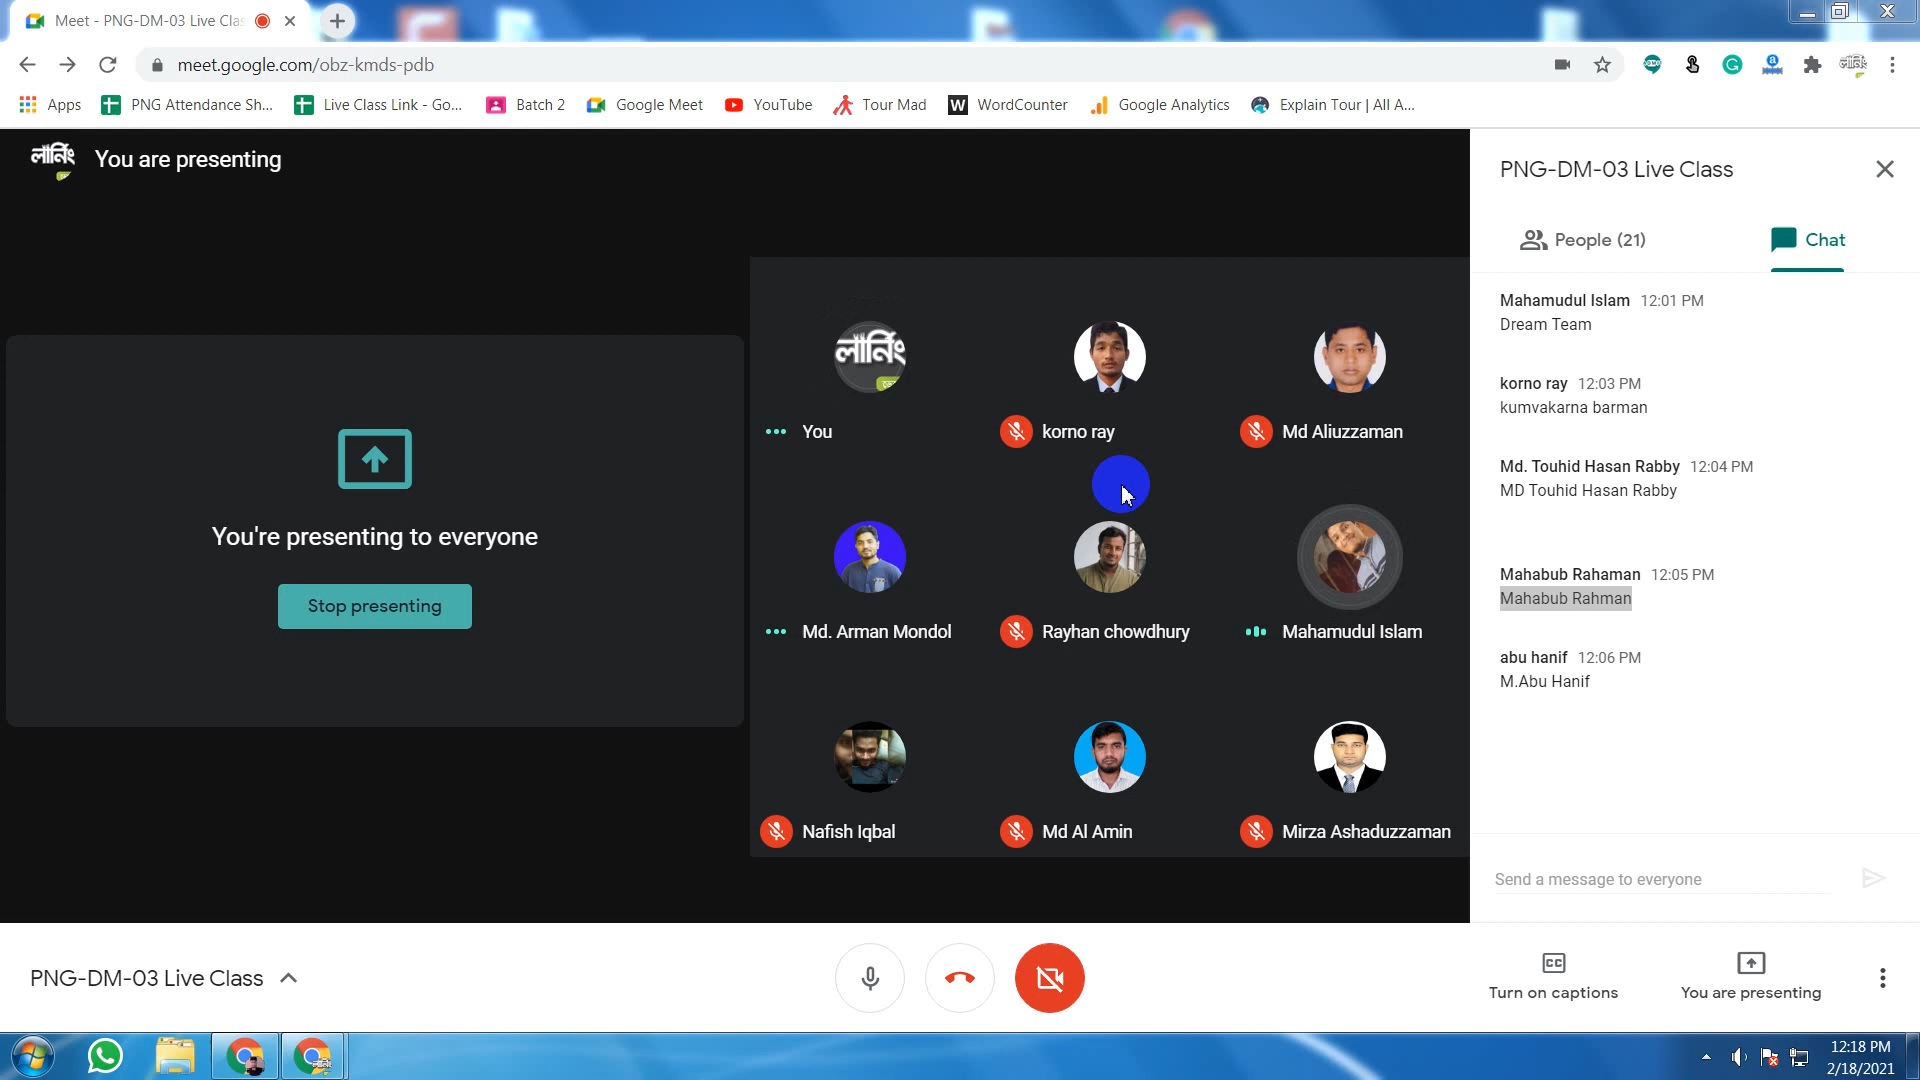 Meet - PNG-DM-03 Live Clas
meet.google.com/obz-kmds-pdb
Apps
PNG Attendance Sh...
Live Class Link - Go...
Batch 2
Google Meet
YouTube
Tour Mad
W WordCounter
Google Analytics
Explain Tour | All A...
লার্নিং
You are presenting
You're presenting to everyone
Stop presenting
লার্নিং
You
korno ray
Md Aliuzzaman
Md. Arman Mondol
Rayhan chowdhury
Mahamudul Islam
Nafish Iqbal
Md Al Amin
Mirza Ashaduzzaman
PNG-DM-03 Live Class
People (21)
Chat
Mahamudul Islam 12:01 PM
Dream Team
korno ray 12:03 PM
kumvakarna barman
Md. Touhid Hasan Rabby 12:04 PM
MD Touhid Hasan Rabby
Mahabub Rahaman 12:05 PM
Mahabub Rahman
abu hanif 12:06 PM
M.Abu Hanif
Send a message to everyone
PNG-DM-03 Live Class
CC
Turn on captions
You are presenting
12:18 PM
2/18/2021